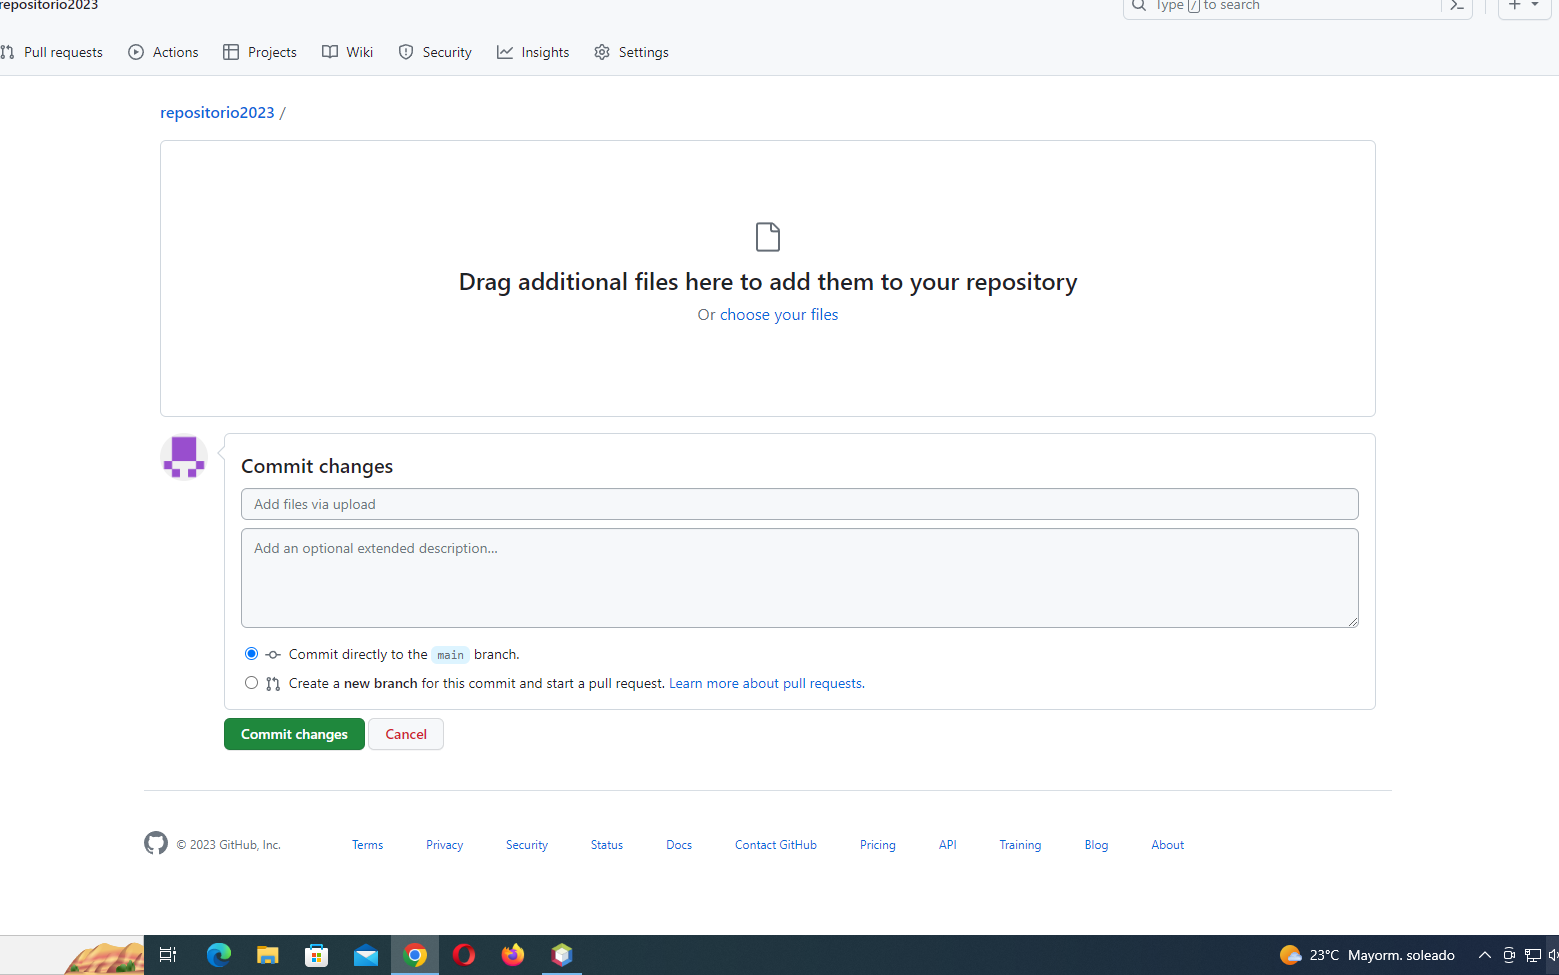 repositorio2023
Type / to search
Pull requests Actions Projects Wiki Security Insights Settings
repositorio2023 /
Drag additional files here to add them to your repository
Or choose your files
Commit changes
Add files via upload
Add an optional extended description...
Commit directly to the main branch.
Create a new branch for this commit and start a pull request. Learn more about pull requests.
Commit changes Cancel
© 2023 GitHub, Inc. Terms Privacy Security Status Docs Contact GitHub Pricing API Training Blog About
23°C Mayorm. soleado